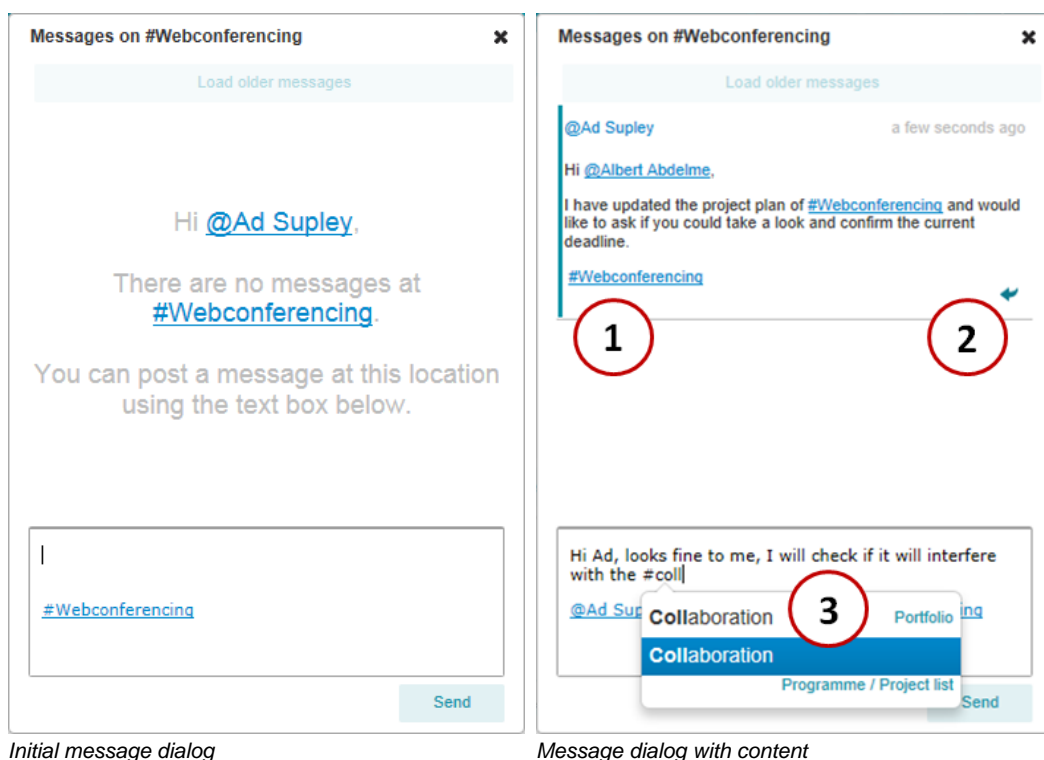 Messages on #Webconferencing
Load older messages
Hi @Ad Supley,
There are no messages at
#Webconferencing.
You can post a message at this location
using the text box below.
#Webconferencing
Send
Initial message dialog
Messages on #Webconferencing
Load older messages
@Ad Supley a few seconds ago
Hi @Albert Abdelme,
I have updated the project plan of #Webconferencing and would
like to ask if you could take a look and confirm the current
deadline.
#Webconferencing
1
2
Hi Ad, looks fine to me, I will check if it will interfere
with the #coll
@Ad Sup
ing
Collaboration Portfolio
3
Collaboration
Programme / Project list
Send
Message dialog with content